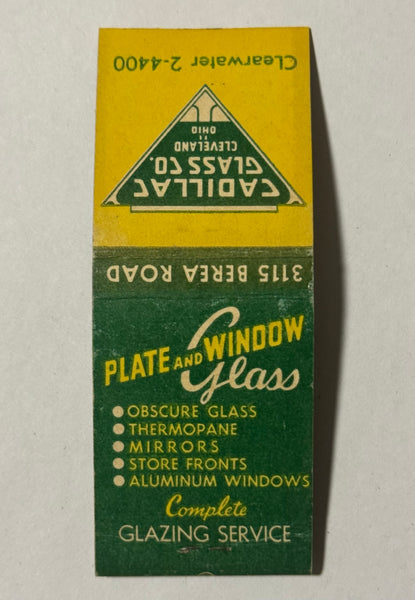 Clearwater 2-4400
CADILLAC
GLASS CO.
CLEVELAND
OHIO
3115 BEREA ROAD
PLATE AND WINDOW
Glass
● OBSCURE GLASS
● THERMOPANE
● MIRRORS
● STORE FRONTS
● ALUMINUM WINDOWS
Complete
GLAZING SERVICE